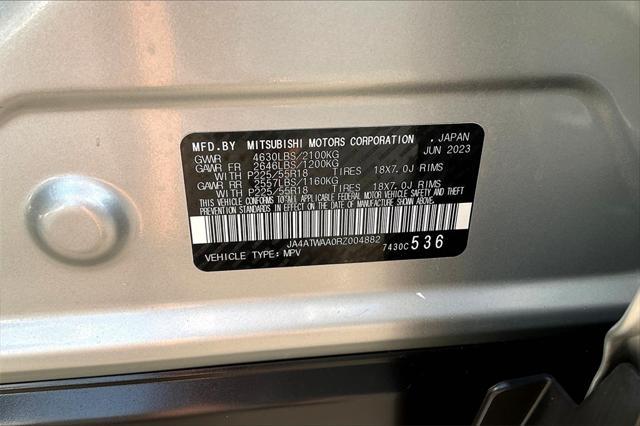 MFD.BY MITSUBISHI MOTORS CORPORATION , JAPAN
GVWR 4630LBS/2100KG JUN 2023
GAWR FR 2646LBS/1200KG
WITH P225/55R18 TIRES 18X7.0J RIMS
GAWR RR 2557LBS/1160KG
WITH P225/55R18 TIRES 18X7.0J RIMS
THIS VEHICLE CONFORMS TO ALL APPLICABLE FEDERAL MOTOR VEHICLE SAFETY AND THEFT
PREVENTION STANDARDS IN EFFECT ON THE DATE OF MANUFACTURE SHOWN ABOVE.
JA4ATWAA0RZ004882 7430C 536
VEHICLE TYPE: MPV